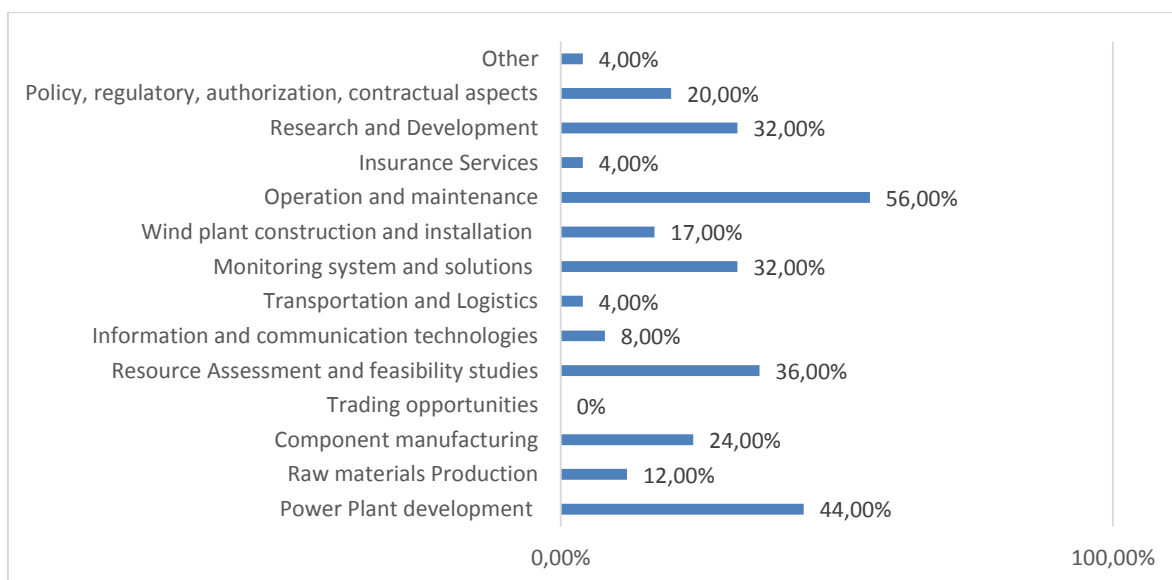 Other 4,00%
Policy, regulatory, authorization, contractual aspects 20,00%
Research and Development 32,00%
Insurance Services 4,00%
Operation and maintenance 56,00%
Wind plant construction and installation 17,00%
Monitoring system and solutions 32,00%
Transportation and Logistics 4,00%
Information and communication technologies 8,00%
Resource Assessment and feasibility studies 36,00%
Trading opportunities 0%
Component manufacturing 24,00%
Raw materials Production 12,00%
Power Plant development 44,00%
0,00% 100,00%